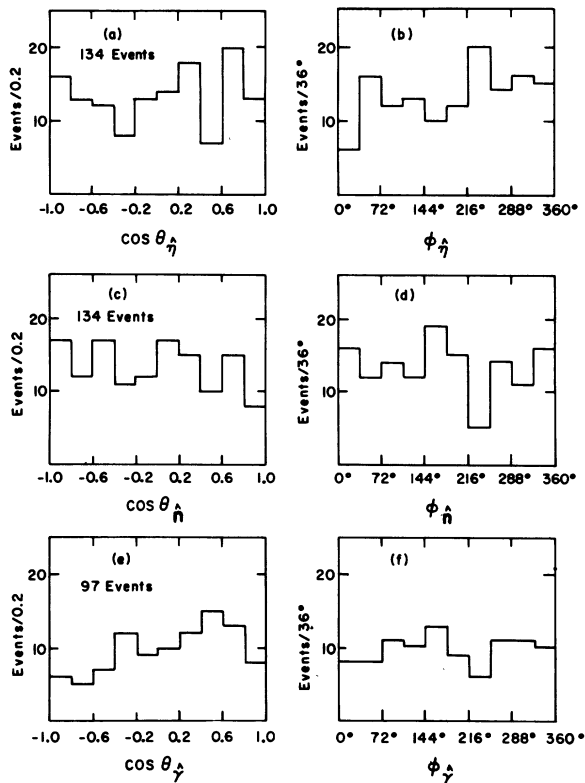 (a)
134 Events
Events/0.2
20
10
-1.0 -0.6 -0.2 0.2 0.6 1.0
cos θη̂
(b)
Events/36°
20
10
0° 72° 144° 216° 288° 360°
ϕη̂
(c)
134 Events
Events/0.2
20
10
-1.0 -0.6 -0.2 0.2 0.6 1.0
cos θn̂
(d)
Events/36°
20
10
0° 72° 144° 216° 288° 360°
ϕn̂
(e)
97 Events
Events/0.2
20
10
-1.0 -0.6 -0.2 0.2 0.6 1.0
cos θγ̂
(f)
Events/36°
20
10
0° 72° 144° 216° 288° 360°
ϕγ̂